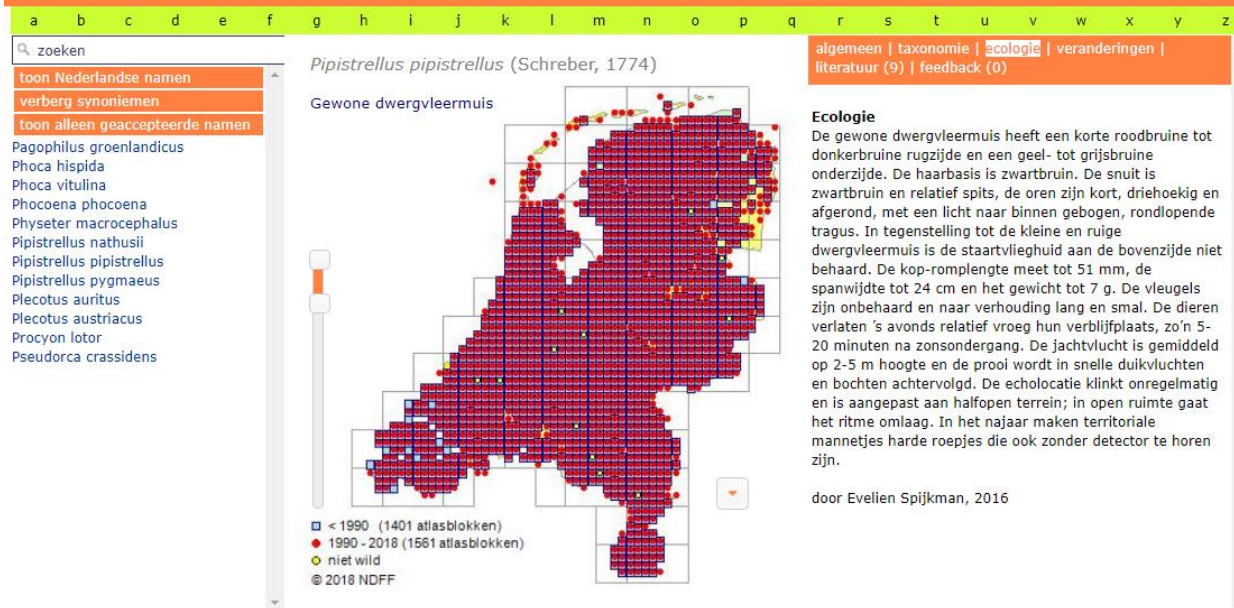 a b c d e f g h i j k l m n o p q r s t u v w x y z
zoeken
toon Nederlandse namen
verberg synoniemen
toon alleen geaccepteerde namen
Pagophilus groenlandicus
Phoca hispida
Phoca vitulina
Phocoena phocoena
Physeter macrocephalus
Pipistrellus nathusii
Pipistrellus pipistrellus
Pipistrellus pygmaeus
Plecotus auritus
Plecotus austriacus
Procyon lotor
Pseudorca crassidens
Pipistrellus pipistrellus (Schreber, 1774)
Gewone dwergvleermuis
< 1990 (1401 atlasblokken)
1990 - 2018 (1561 atlasblokken)
niet wild
© 2018 NDFF
algemeen | taxonomie | ecologie | veranderingen |
literatuur (9) | feedback (0)
Ecologie
De gewone dwergvleermuis heeft een korte roodbruine tot
donkerbruine rugzijde en een geel- tot grijsbruine
onderzijde. De haarbasis is zwartbruin. De snuit is
zwartbruin en relatief spits, de oren zijn kort, driehoekig en
afgerond, met een licht naar binnen gebogen, rondlopende
tragus. In tegenstelling tot de kleine en ruige
dwergvleermuis is de staartvlieghuid aan de bovenzijde niet
behaard. De kop-romplengte meet tot 51 mm, de
spanwijdte tot 24 cm en het gewicht tot 7 g. De vleugels
zijn onbehaard en naar verhouding lang en smal. De dieren
verlaten ‘s avonds relatief vroeg hun verblijfplaats, zo’n 5-
20 minuten na zonsondergang. De jachtvlucht is gemiddeld
op 2-5 m hoogte en de prooi wordt in snelle duikvluchten
en bochten achtervolgd. De echolocatie klinkt onregelmatig
en is aangepast aan halfopen terrein; in open ruimte gaat
het ritme omlaag. In het najaar maken territoriale
mannetjes harde roepjes die ook zonder detector te horen
zijn.
door Evelien Spijkman, 2016